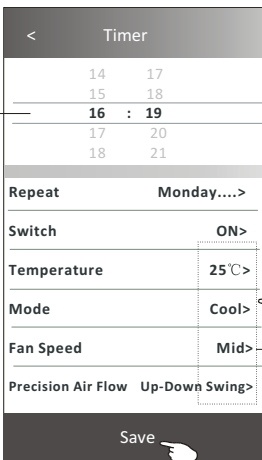 < Timer
14 17
15 18
16 : 19
17 20
18 21
Repeat Monday....>
Switch ON>
Temperature 25℃>
Mode Cool>
Fan Speed Mid>
Precision Air Flow Up-Down Swing>
Save